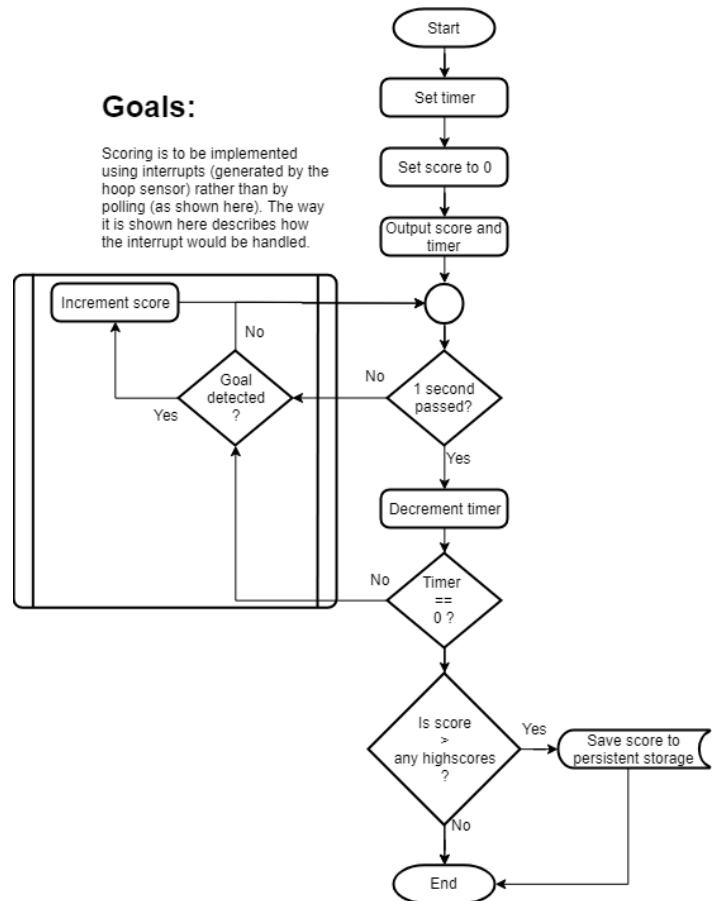 Start
Set timer
Goals:
Scoring is to be implemented
using interrupts (generated by the
hoop sensor) rather than by
polling (as shown here). The way
it is shown here describes how
the interrupt would be handled.
Set score to 0
Output score and
timer
Increment score
No
Goal
detected
?
Yes
No
1 second
passed?
Yes
Decrement timer
No
Timer
==
0 ?
Is score
>
any highscores
?
Yes
Save score to
persistent storage
No
End